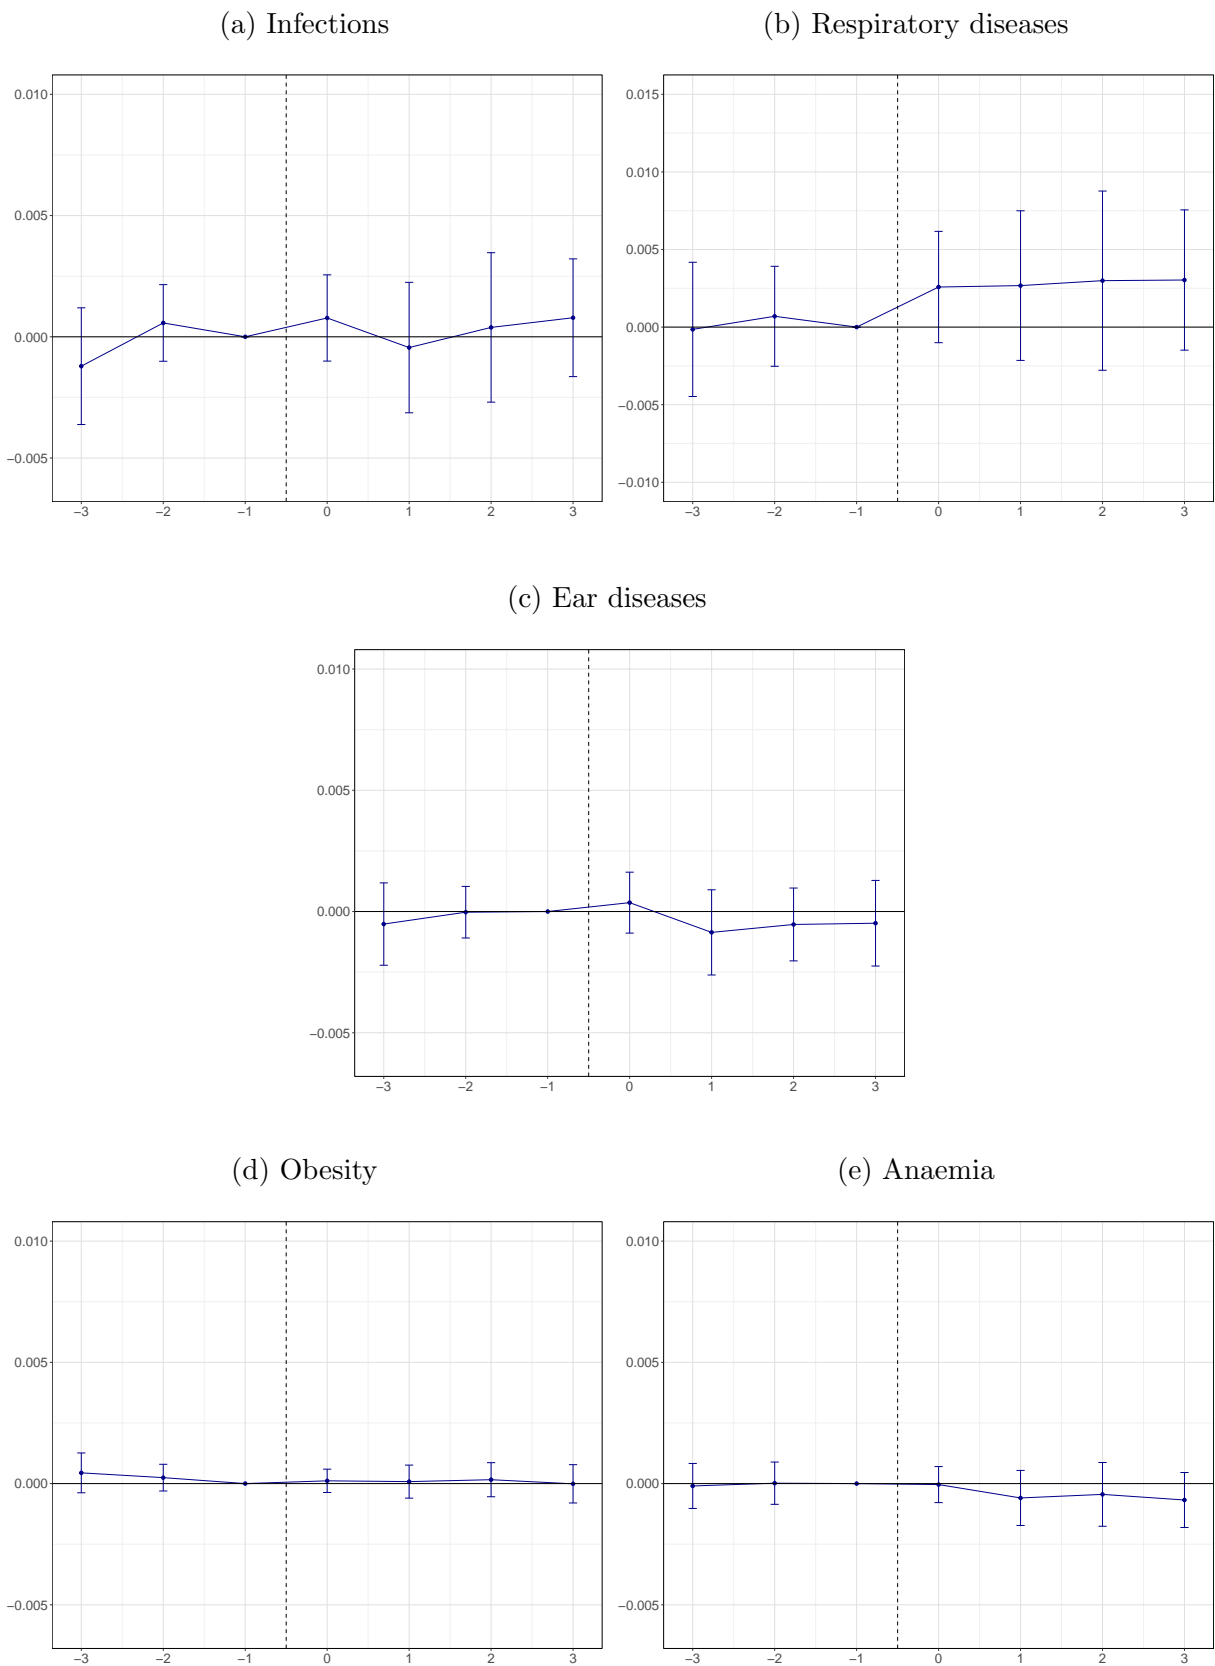 (a) Infections
(b) Respiratory diseases
0.010
0.005
0.000
−0.005
−3 −2 −1 0 1 2 3
0.015
0.010
0.005
0.000
−0.005
−0.010
−3 −2 −1 0 1 2 3
(c) Ear diseases
0.010
0.005
0.000
−0.005
−3 −2 −1 0 1 2 3
(d) Obesity
(e) Anaemia
0.010
0.005
0.000
−0.005
−3 −2 −1 0 1 2 3
0.010
0.005
0.000
−0.005
−3 −2 −1 0 1 2 3